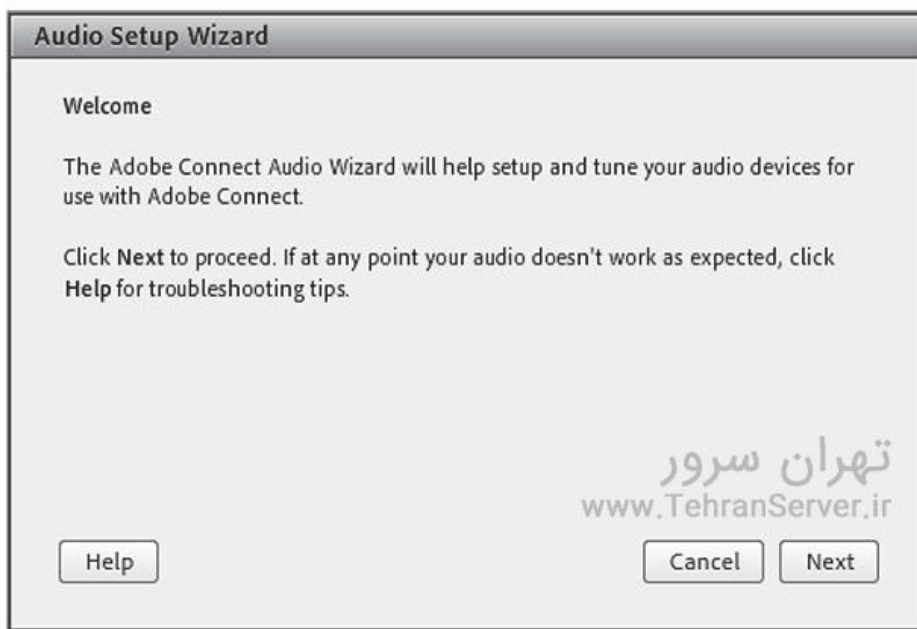 Audio Setup Wizard
Welcome
The Adobe Connect Audio Wizard will help setup and tune your audio devices for
use with Adobe Connect.
Click Next to proceed. If at any point your audio doesn't work as expected, click
Help for troubleshooting tips.
تهران سرور
www.TehranServer.ir
Help
Cancel
Next